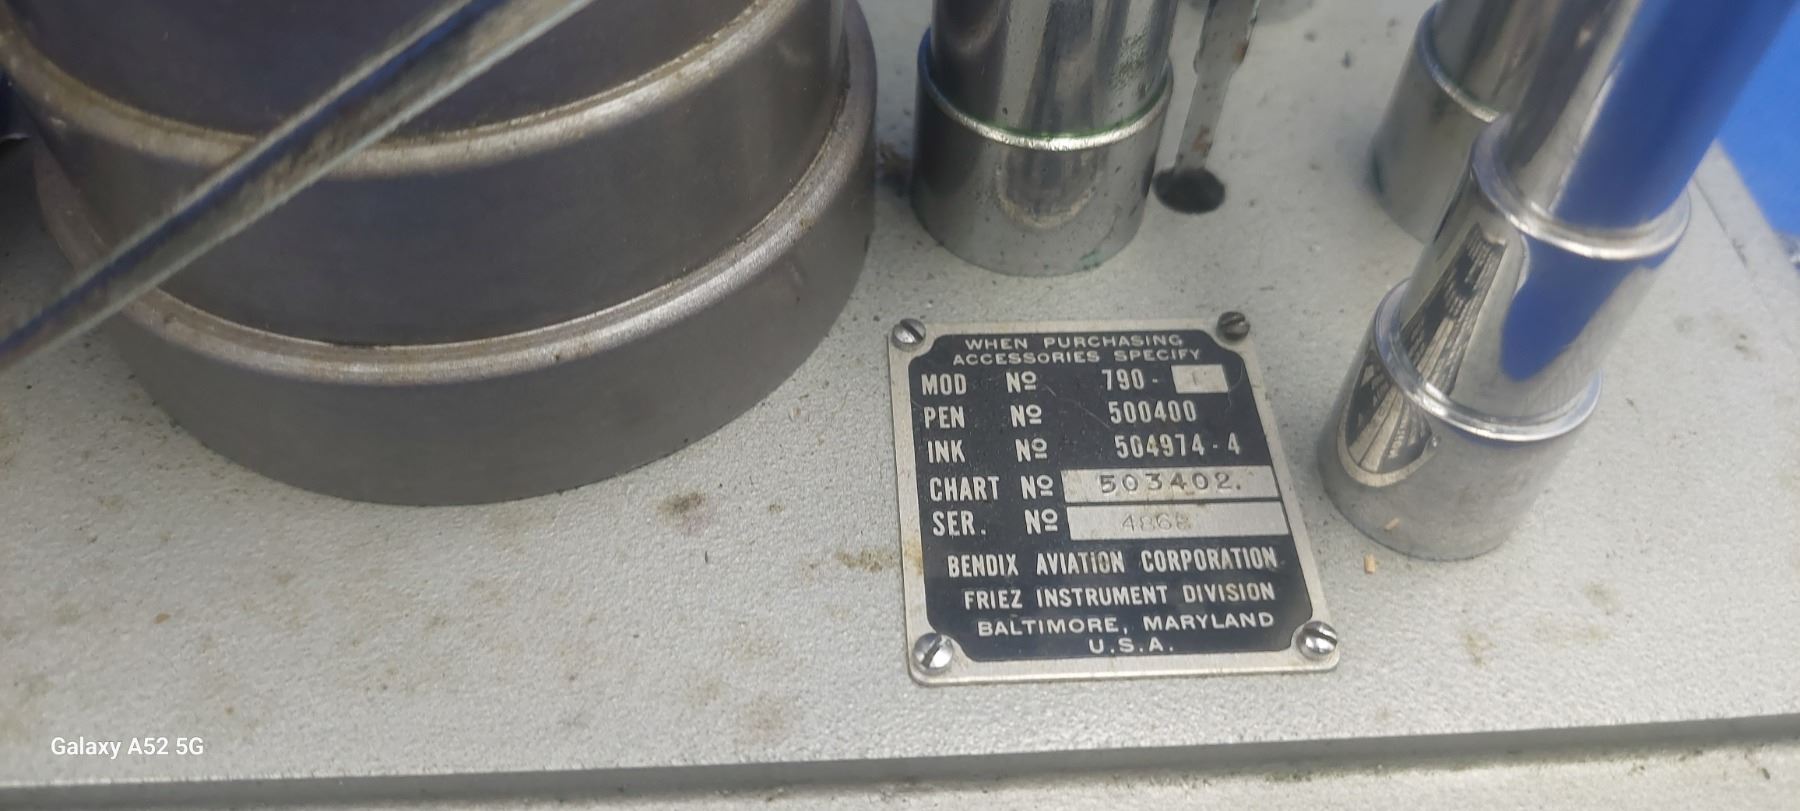 WHEN PURCHASING
ACCESSORIES SPECIFY
MOD Nº 790-
PEN Nº 500400
INK Nº 504974-4
CHART Nº 503402.
SER. Nº
BENDIX AVIATION CORPORATION
FRIEZ INSTRUMENT DIVISION
BALTIMORE, MARYLAND
U.S.A.
Galaxy A52 5G